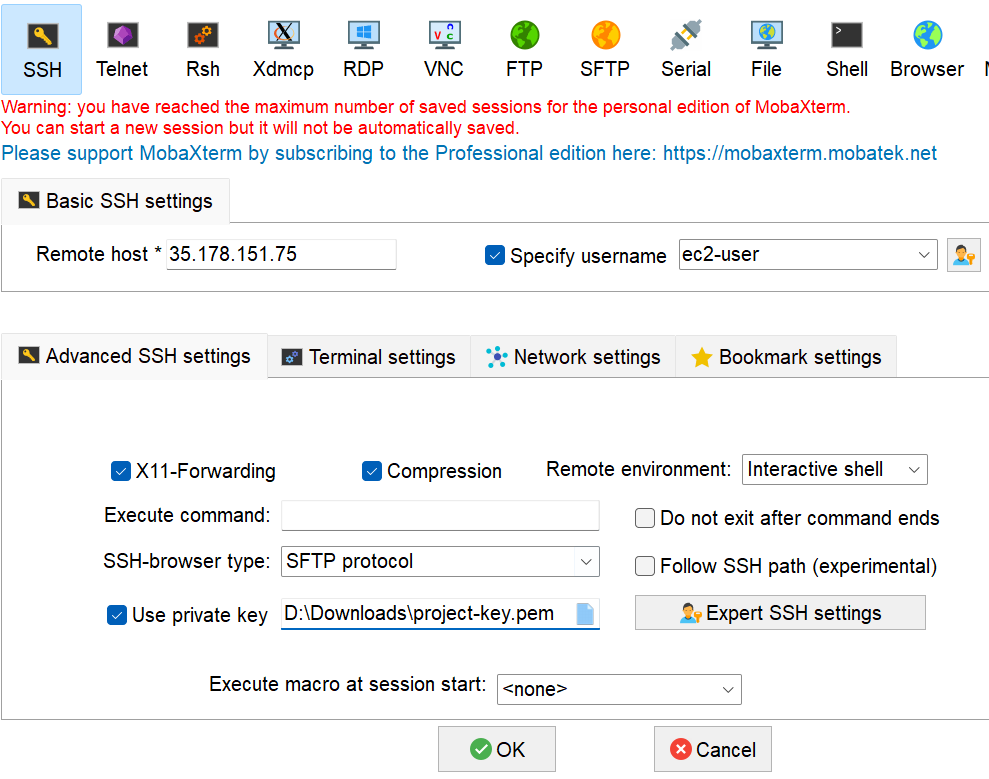 SSH Telnet Rsh Xdmcp RDP VNC FTP SFTP Serial File Shell Browser
Warning: you have reached the maximum number of saved sessions for the personal edition of MobaXterm.
You can start a new session but it will not be automatically saved.
Please support MobaXterm by subscribing to the Professional edition here: https://mobaxterm.mobatek.net
Basic SSH settings
Remote host * 35.178.151.75 Specify username ec2-user
Advanced SSH settings Terminal settings Network settings Bookmark settings
X11-Forwarding Compression Remote environment: Interactive shell
Execute command: Do not exit after command ends
SSH-browser type: SFTP protocol Follow SSH path (experimental)
Use private key D:\Downloads\project-key.pem Expert SSH settings
Execute macro at session start: <none>
OK Cancel